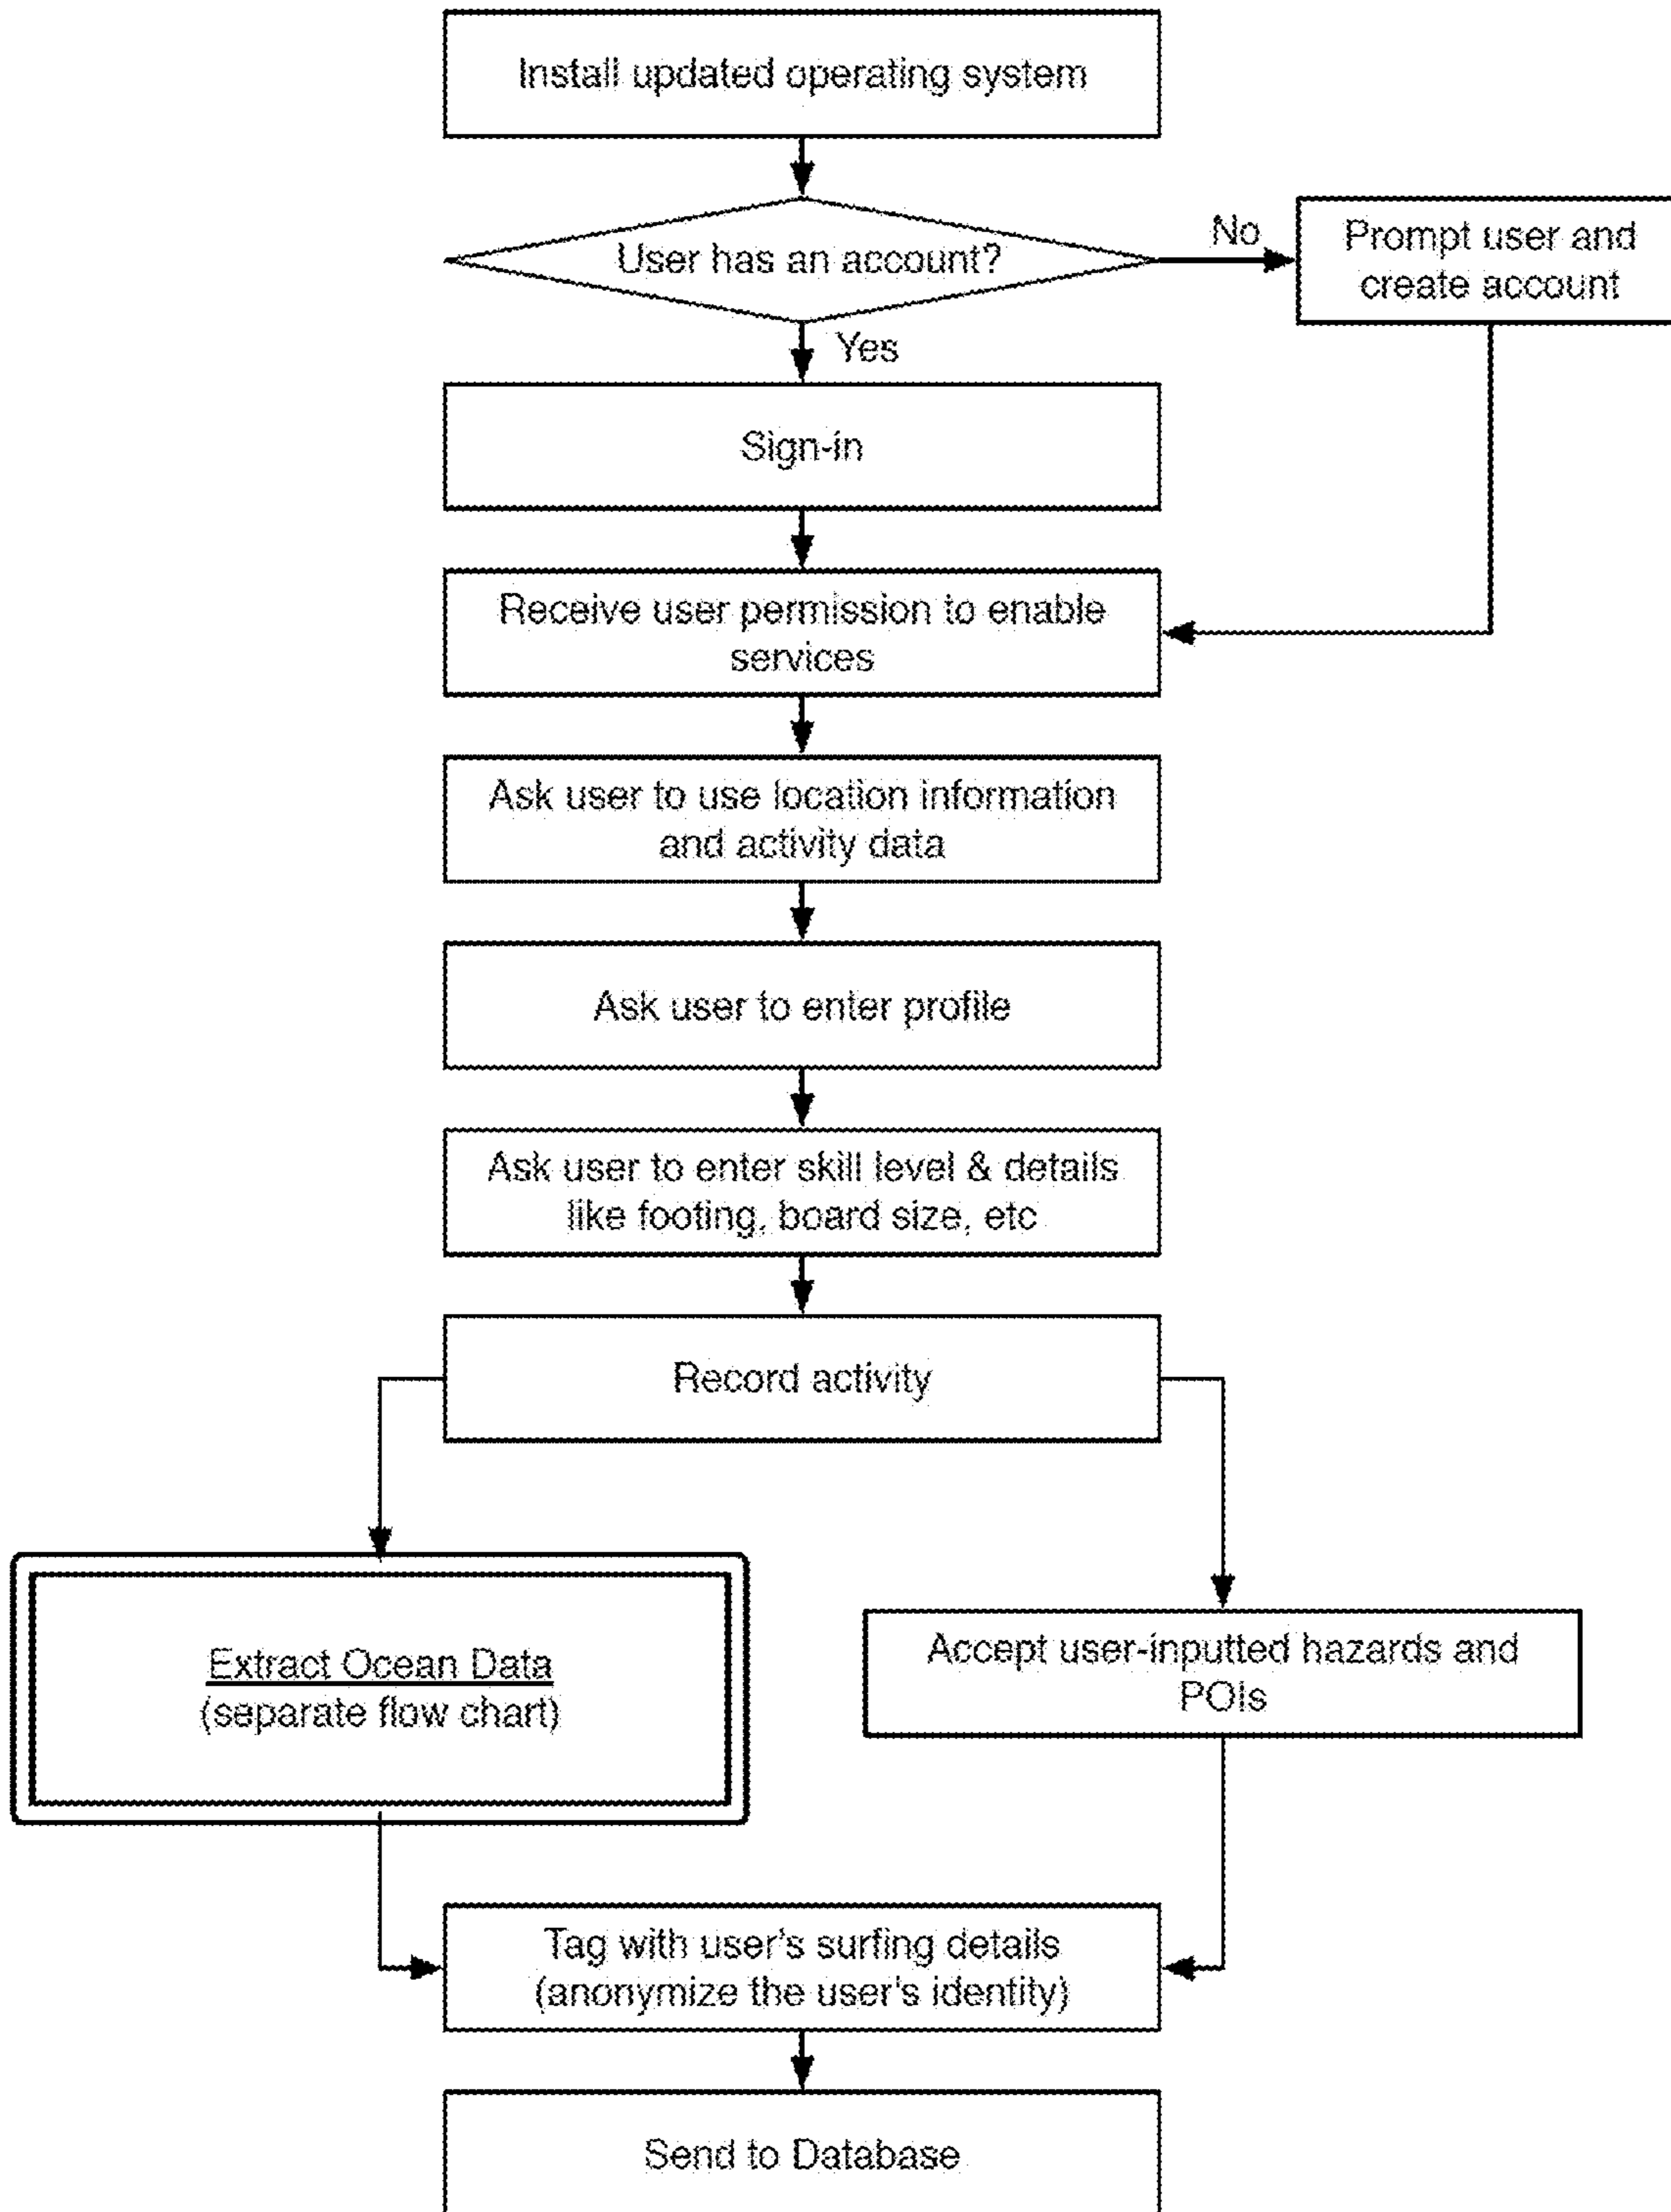 Install updated operating system
User has an account?
No
Prompt user and
create account
Yes
Sign-in
Receive user permission to enable
services
Ask user to use location information
and activity data
Ask user to enter profile
Ask user to enter skill level & details
like footing, board size, etc
Record activity
Extract Ocean Data
(separate flow chart)
Accept user-inputted hazards and
POIs
Tag with user's surfing details
(anonymize the user's identity)
Send to Database